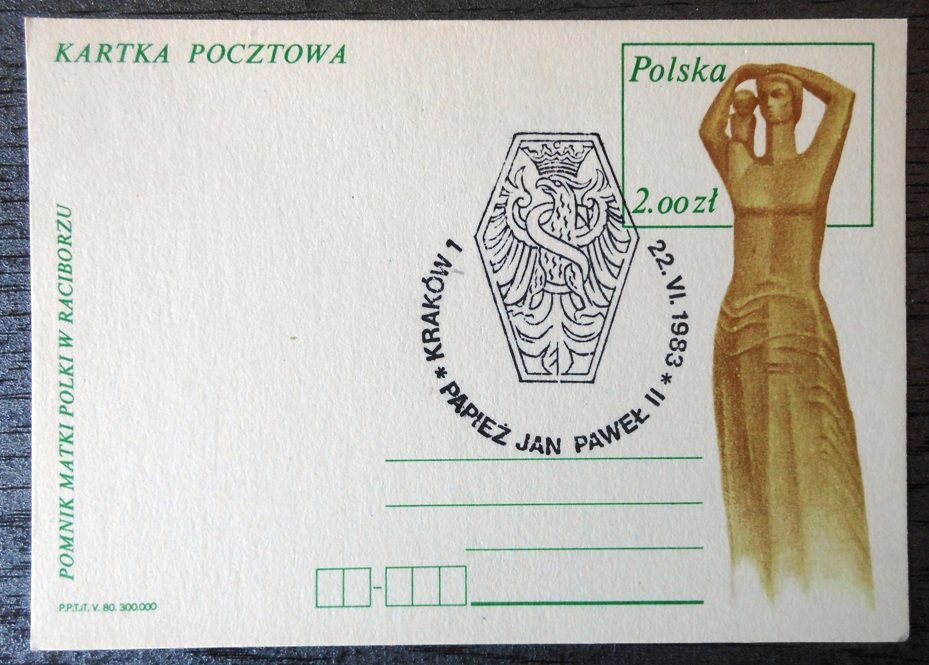 KARTKA POCZTOWA
Polska
2.00 zł
KRAKÓW 1
22. VI. 1983
* PAPIEŻ JAN PAWEŁ II *
POMNIK MATKI POLKI W RACIBORZU
P.P.T.iT. V. 80. 300.000